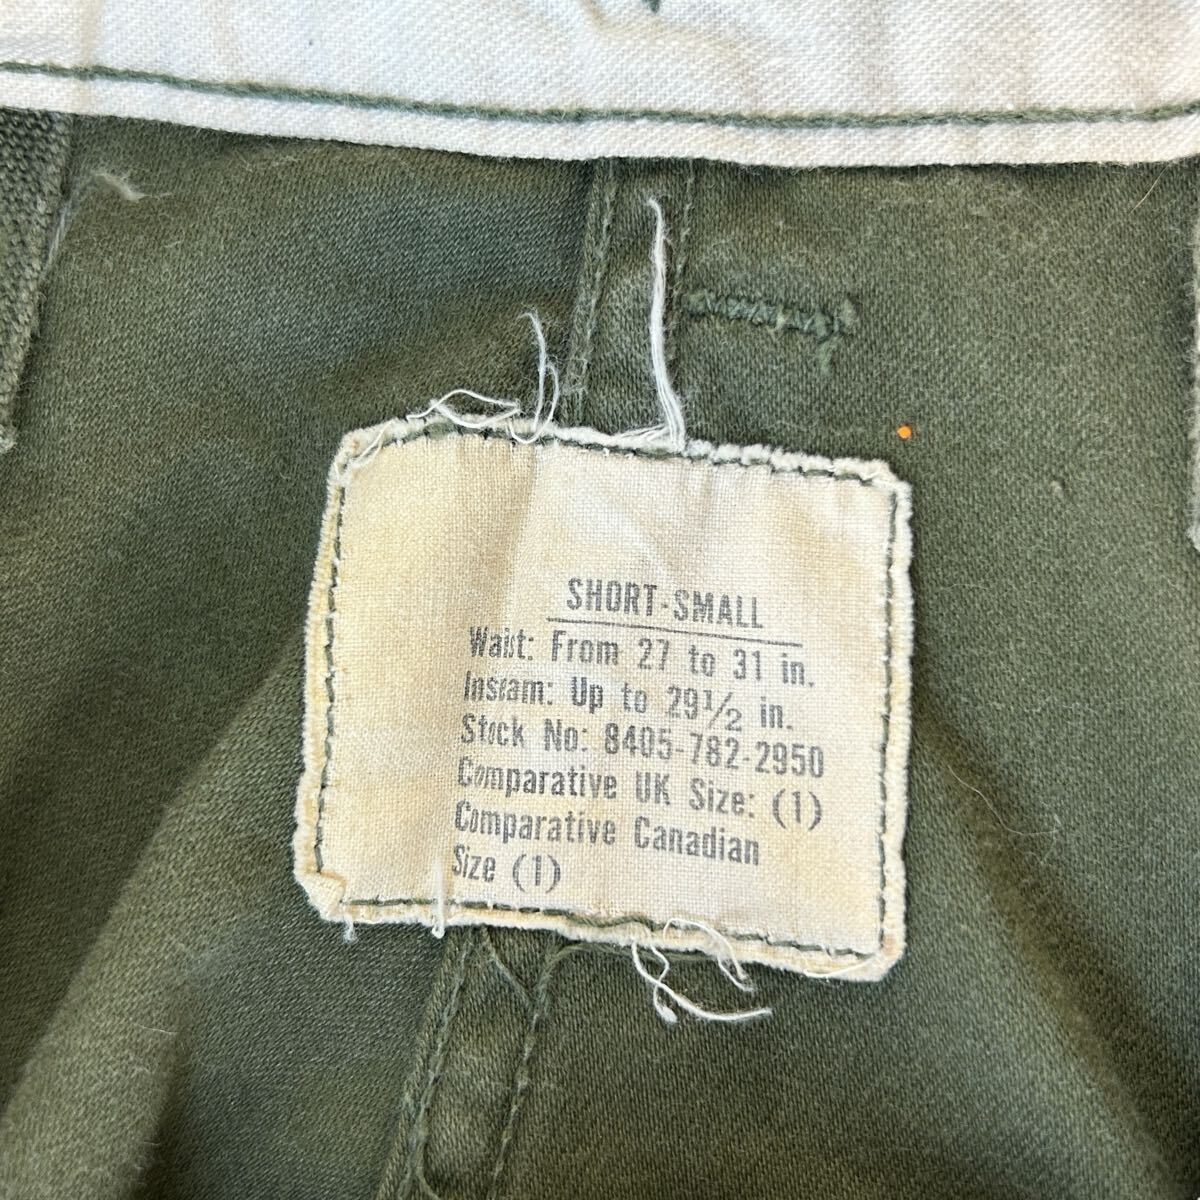 SHORT-SMALL
Waist: From 27 to 31 in.
Inseam: Up to 29½ in.
Stock No: 8405-782-2950
Comparative UK Size: (1)
Comparative Canadian
Size (1)